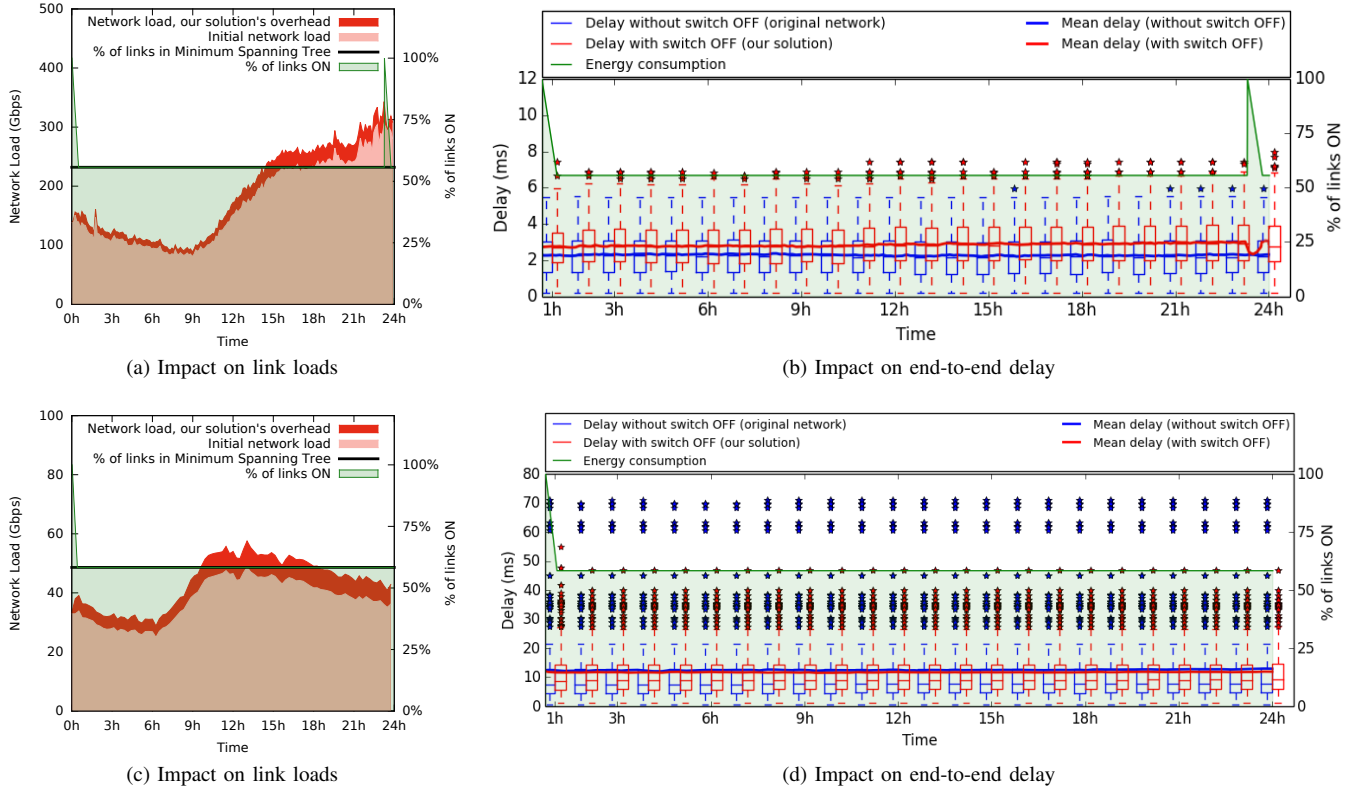 Network load, our solution's overhead
Initial network load
% of links in Minimum Spanning Tree
% of links ON
500
400
300
200
100
0
Network Load (Gbps)
100%
75%
50%
25%
0%
% of links ON
0h 3h 6h 9h 12h 15h 18h 21h 24h
Time
(a) Impact on link loads
Delay without switch OFF (original network)
Delay with switch OFF (our solution)
Energy consumption
Mean delay (without switch OFF)
Mean delay (with switch OFF)
12
10
8
6
4
2
0
Delay (ms)
100
75
50
25
0
% of links ON
1h 3h 6h 9h 12h 15h 18h 21h 24h
Time
(b) Impact on end-to-end delay
Network load, our solution's overhead
Initial network load
% of links in Minimum Spanning Tree
% of links ON
100
80
60
40
20
0
Network Load (Gbps)
100%
75%
50%
25%
0%
% of links ON
0h 3h 6h 9h 12h 15h 18h 21h 24h
Time
(c) Impact on link loads
Delay without switch OFF (original network)
Delay with switch OFF (our solution)
Energy consumption
Mean delay (without switch OFF)
Mean delay (with switch OFF)
80
70
60
50
40
30
20
10
0
Delay (ms)
100
75
50
25
0
% of links ON
1h 3h 6h 9h 12h 15h 18h 21h 24h
Time
(d) Impact on end-to-end delay